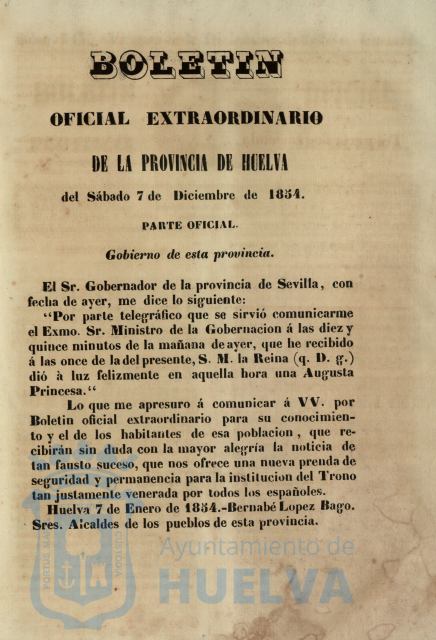 BOLETIN
OFICIAL EXTRAORDINARIO
DE LA PROVINCIA DE HUELVA
del Sábado 7 de Diciembre de 1854.
PARTE OFICIAL.
Gobierno de esta provincia.
El Sr. Gobernador de la provincia de Sevilla, con
fecha de ayer, me dice lo siguiente:
“Por parte telegráfico que se sirvió comunicarme
el Exmo. Sr. Ministro de la Gobernacion á las diez y
quince minutos de la mañana de ayer, que he recibido
á las once de la del presente, S. M. la Reina (q. D. g.)
dió á luz felizmente en aquella hora una Augusta
Princesa.“
Lo que me apresuro á comunicar á VV. por
Boletin oficial extraordinario para su conocimien-
to y el de los habitantes de esa poblacion, que re-
cibirán sin duda con la mayor alegría la noticia de
tan fausto suceso, que nos ofrece una nueva prenda de
seguridad y permanencia para la institucion del Trono
tan justamente venerada por todos los españoles.
Huelva 7 de Enero de 1854.-Bernabé Lopez Bago.
Sres. Alcaldes de los pueblos de esta provincia.
Ayuntamiento de
HUELVA
PORTUS MARIS
CUSTODIA